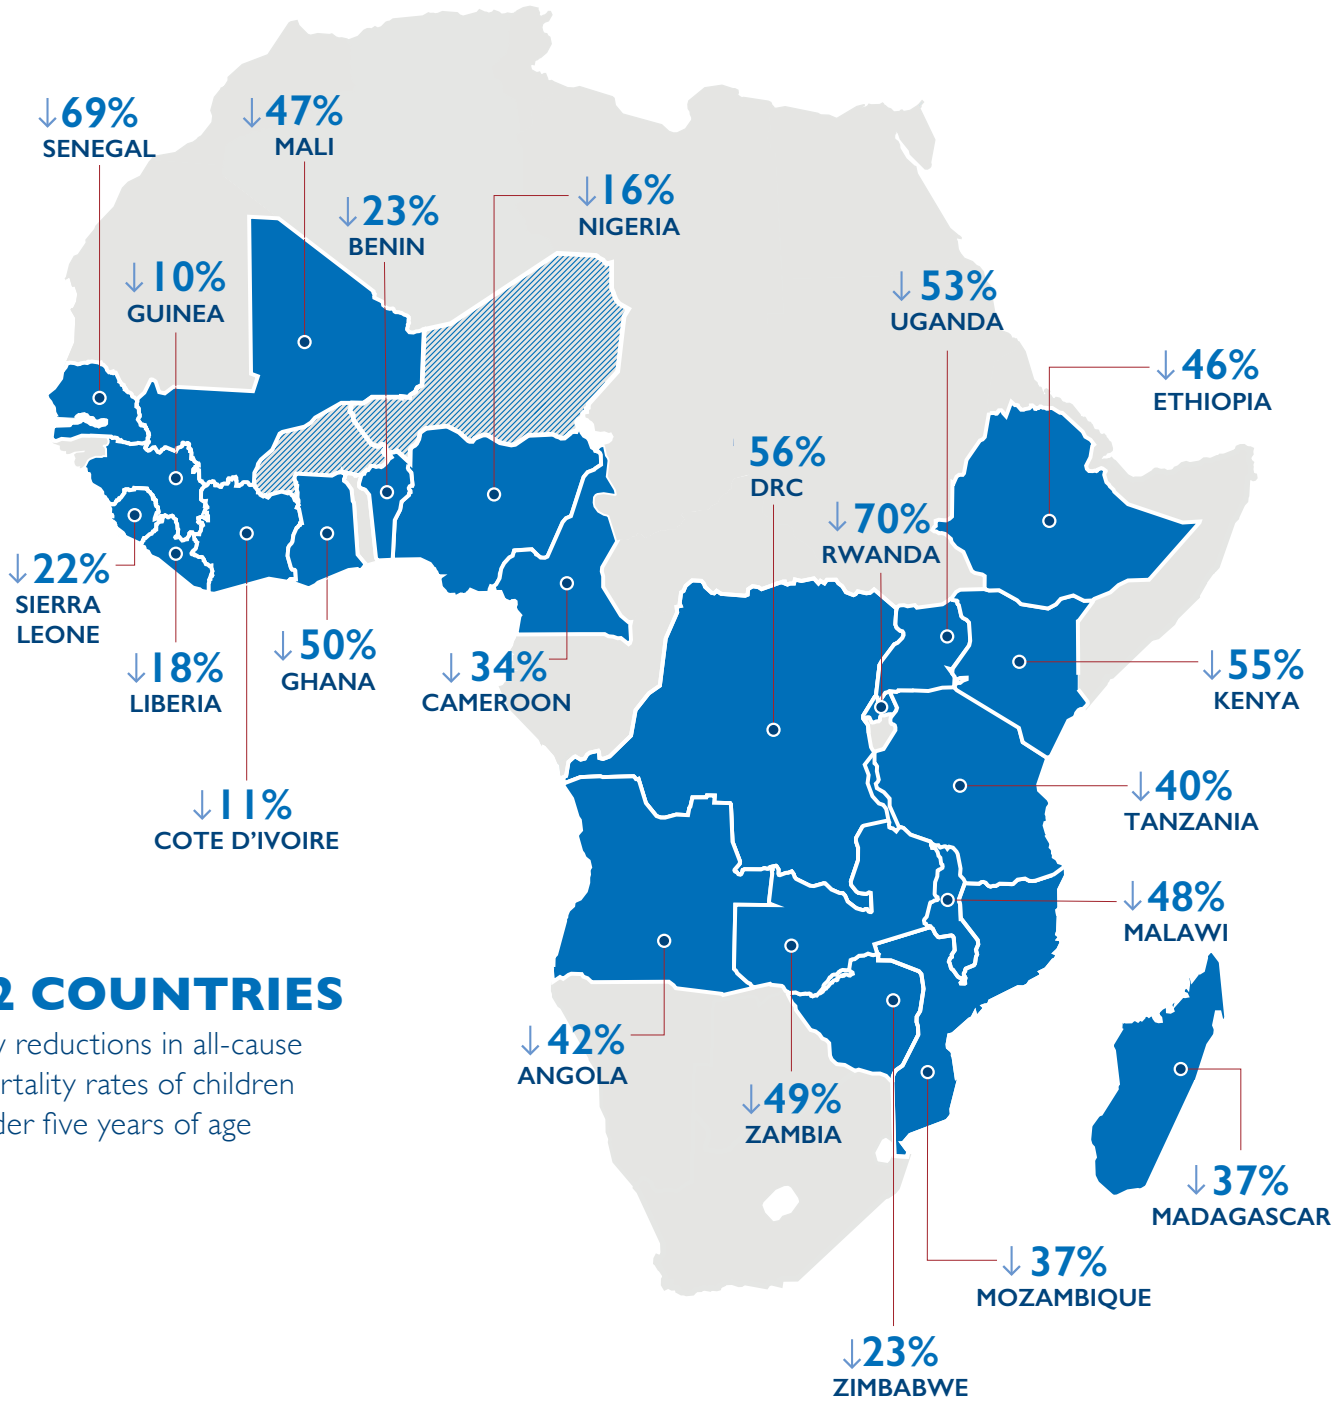 ↓69%
SENEGAL
↓47%
MALI
↓23%
BENIN
↓16%
NIGERIA
↓10%
GUINEA
↓53%
UGANDA
↓46%
ETHIOPIA
56%
DRC
↓70%
RWANDA
↓22%
SIERRA
LEONE
↓18%
LIBERIA
↓50%
GHANA
↓34%
CAMEROON
↓55%
KENYA
↓11%
COTE D’IVOIRE
↓40%
TANZANIA
↓48%
MALAWI
2 COUNTRIES
reductions in all-cause
rates of children
five years of age
↓42%
ANGOLA
↓49%
ZAMBIA
↓37%
MADAGASCAR
↓37%
MOZAMBIQUE
↓23%
ZIMBABWE